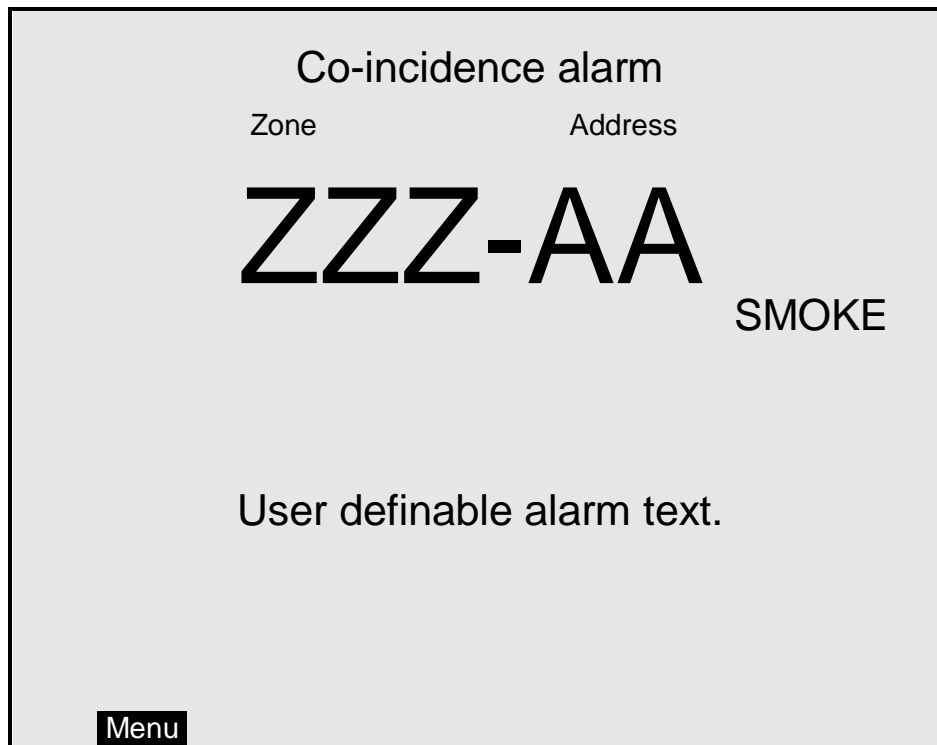 Co-incidence alarm
Zone Address
ZZZ-AA
SMOKE
User definable alarm text.
Menu